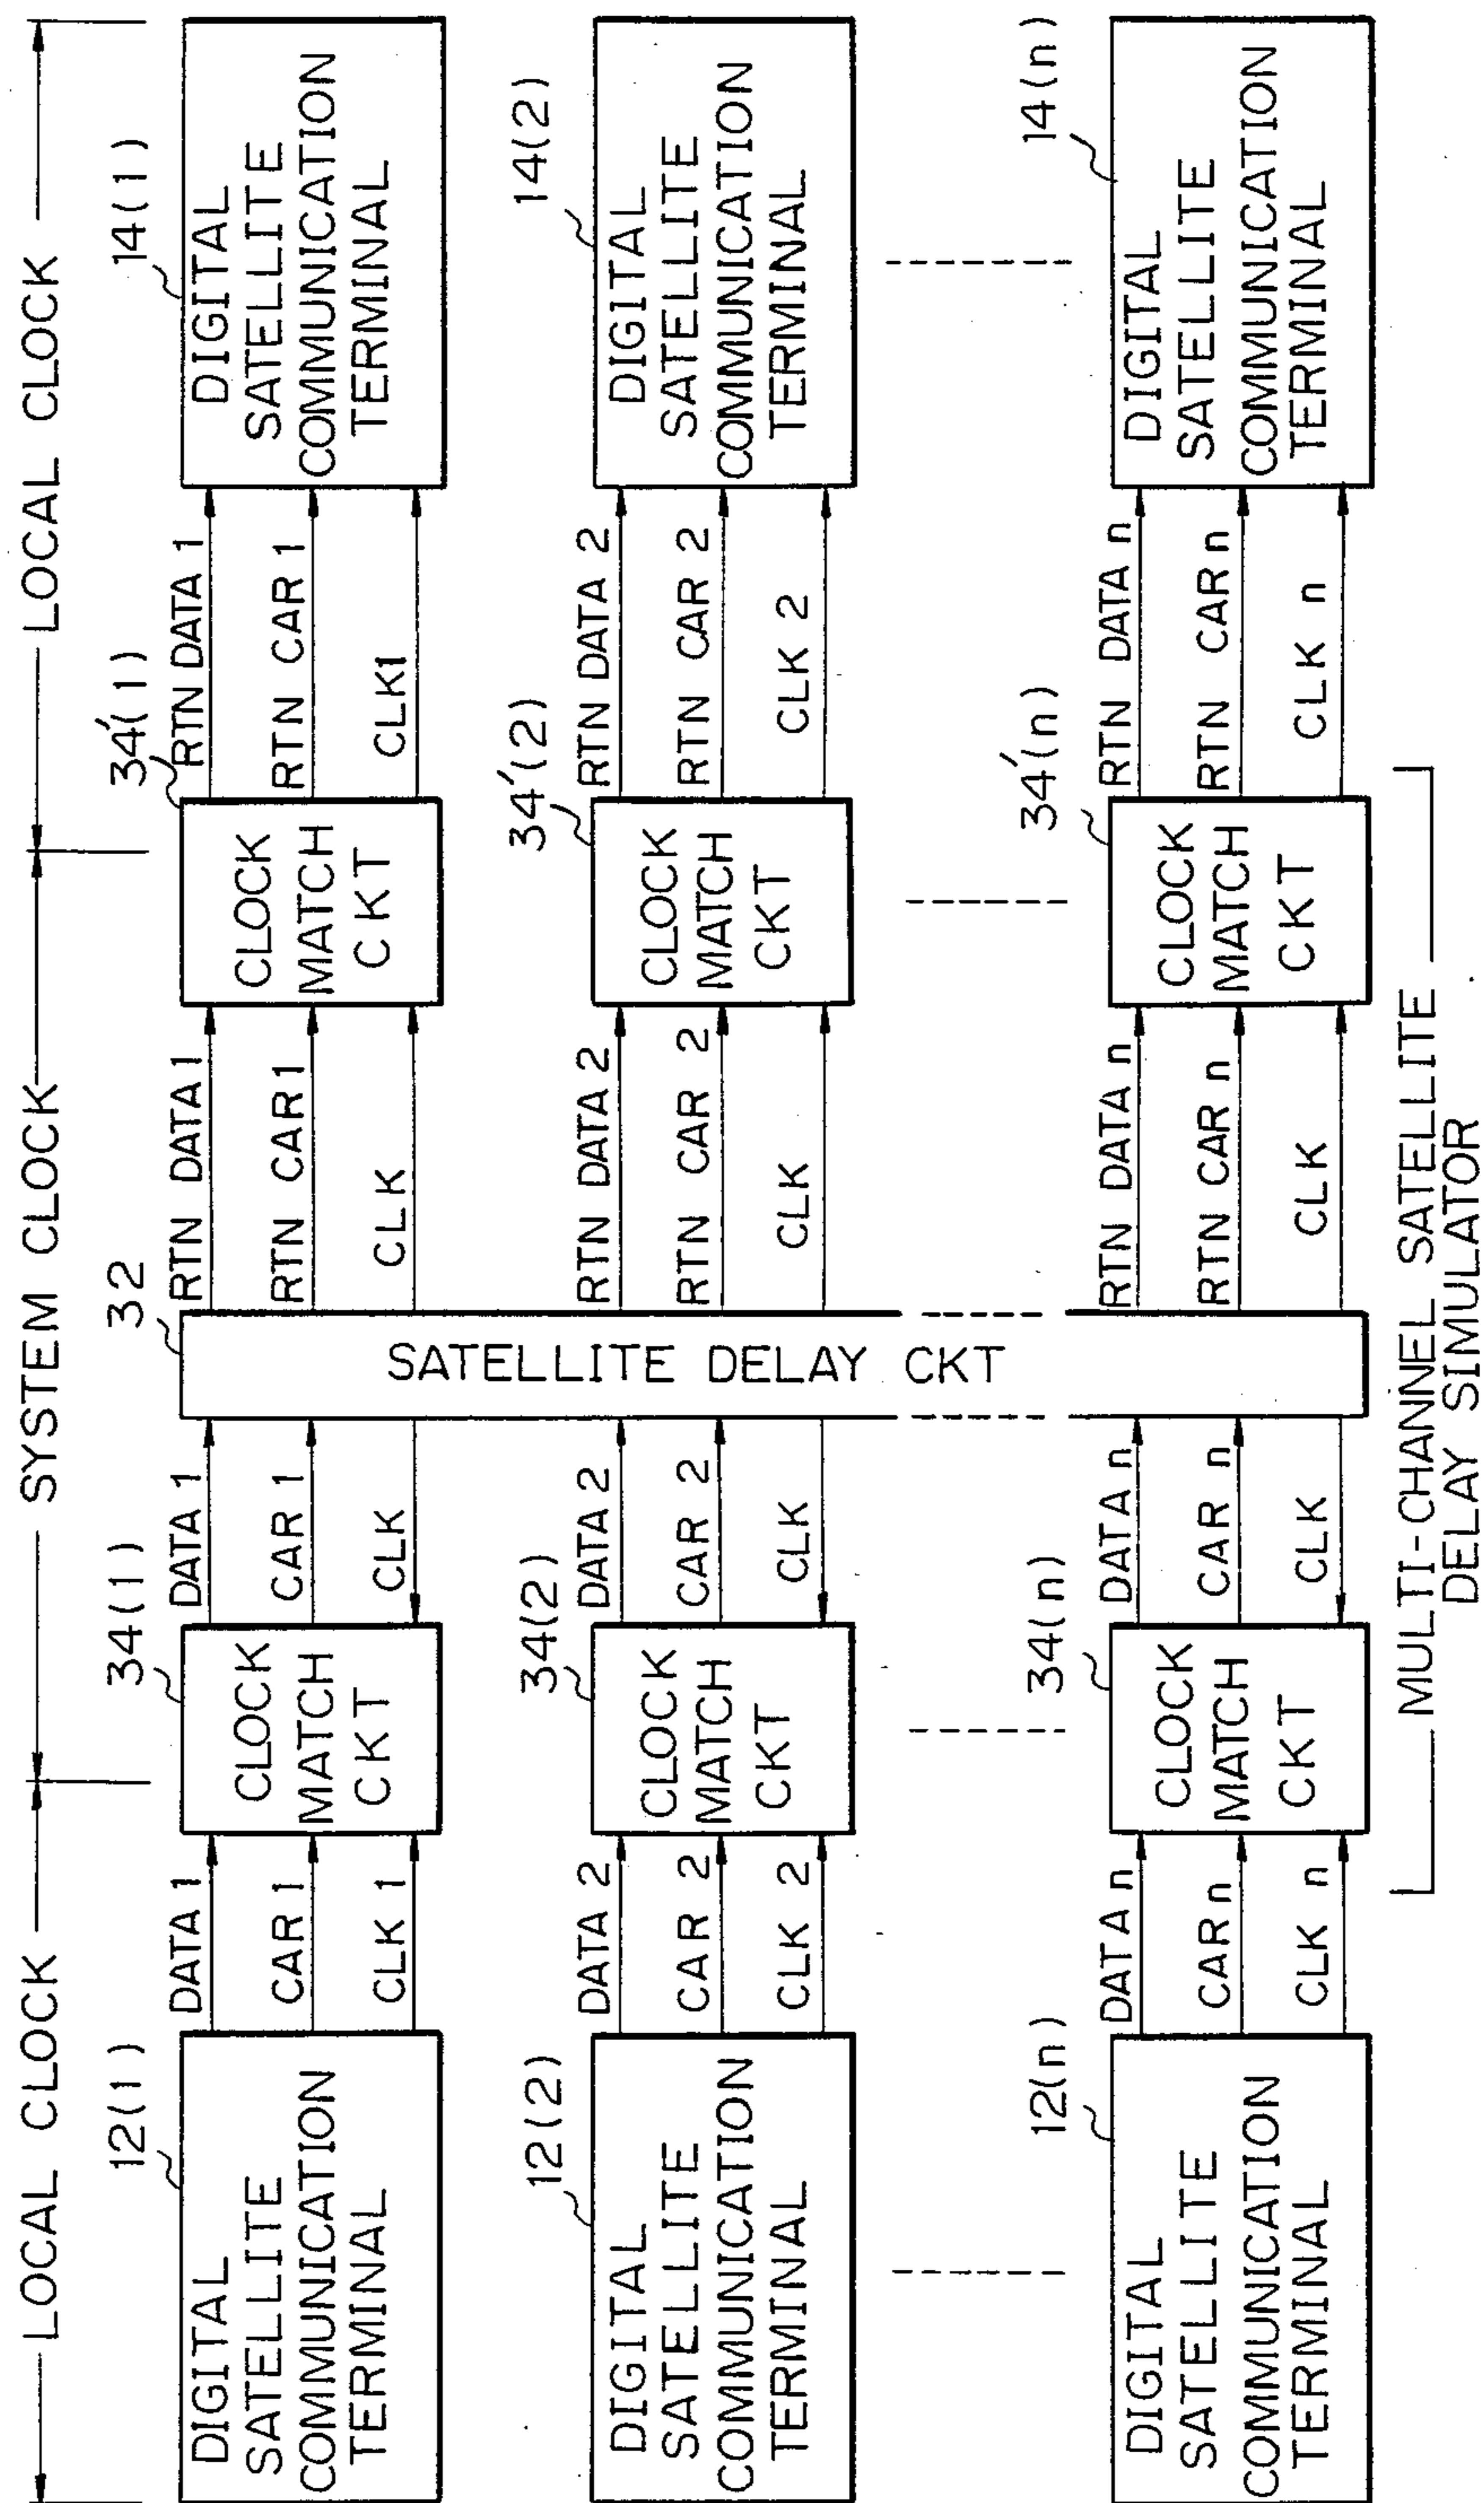 LOCAL CLOCK
SYSTEM CLOCK
LOCAL CLOCK
12(1)
34(1)
32
34'(1)
14(1)
DIGITAL
SATELLITE
COMMUNICATION
TERMINAL
DATA 1
CAR 1
CLK 1
CLOCK
MATCH
CKT
DATA 1
CAR 1
CLK
SATELLITE DELAY CKT
RTN DATA 1
RTN CAR 1
CLK
CLOCK
MATCH
CKT
RTN DATA 1
RTN CAR 1
CLK1
DIGITAL
SATELLITE
COMMUNICATION
TERMINAL
12(2)
34(2)
34'(2)
14(2)
DIGITAL
SATELLITE
COMMUNICATION
TERMINAL
DATA 2
CAR 2
CLK 2
CLOCK
MATCH
CKT
DATA 2
CAR 2
CLK
RTN DATA 2
RTN CAR 2
CLK
CLOCK
MATCH
CKT
RTN DATA 2
RTN CAR 2
CLK 2
DIGITAL
SATELLITE
COMMUNICATION
TERMINAL
12(n)
34(n)
34'(n)
14(n)
DIGITAL
SATELLITE
COMMUNICATION
TERMINAL
DATA n
CAR n
CLK n
CLOCK
MATCH
CKT
DATA n
CAR n
CLK
RTN DATA n
RTN CAR n
CLK
CLOCK
MATCH
CKT
RTN DATA n
RTN CAR n
CLK n
DIGITAL
SATELLITE
COMMUNICATION
TERMINAL
MULTI-CHANNEL SATELLITE
DELAY SIMULATOR